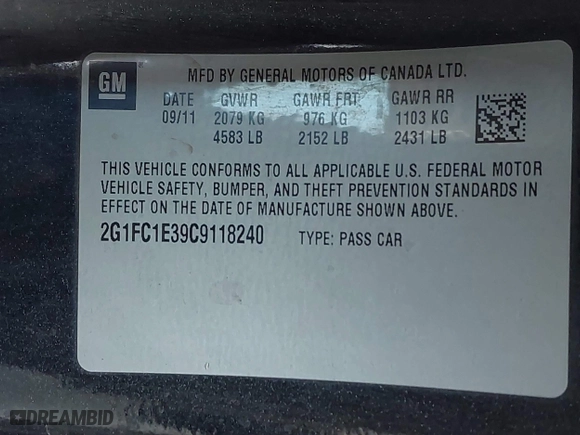 GM
MFD BY GENERAL MOTORS OF CANADA LTD.
DATE GVWR GAWR FRT GAWR RR
09/11 2079 KG 976 KG 1103 KG
4583 LB 2152 LB 2431 LB
THIS VEHICLE CONFORMS TO ALL APPLICABLE U.S. FEDERAL MOTOR
VEHICLE SAFETY, BUMPER, AND THEFT PREVENTION STANDARDS IN
EFFECT ON THE DATE OF MANUFACTURE SHOWN ABOVE.
2G1FC1E39C9118240 TYPE: PASS CAR
DREAMBID